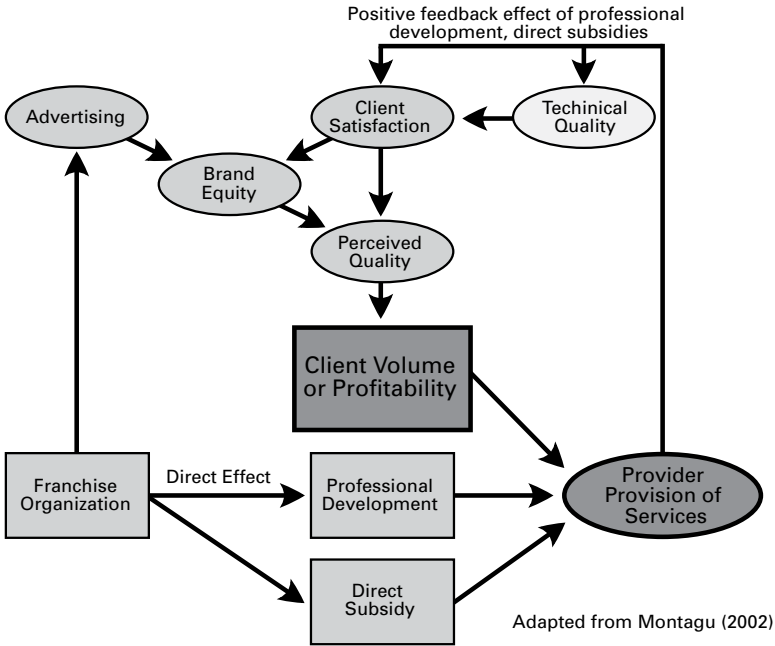 Positive feedback effect of professional
development, direct subsidies
Advertising
Client
Satisfaction
Techinical
Quality
Brand
Equity
Perceived
Quality
Client Volume
or Profitability
Franchise
Organization
Direct Effect
Professional
Development
Provider
Provision of
Services
Direct
Subsidy
Adapted from Montagu (2002)